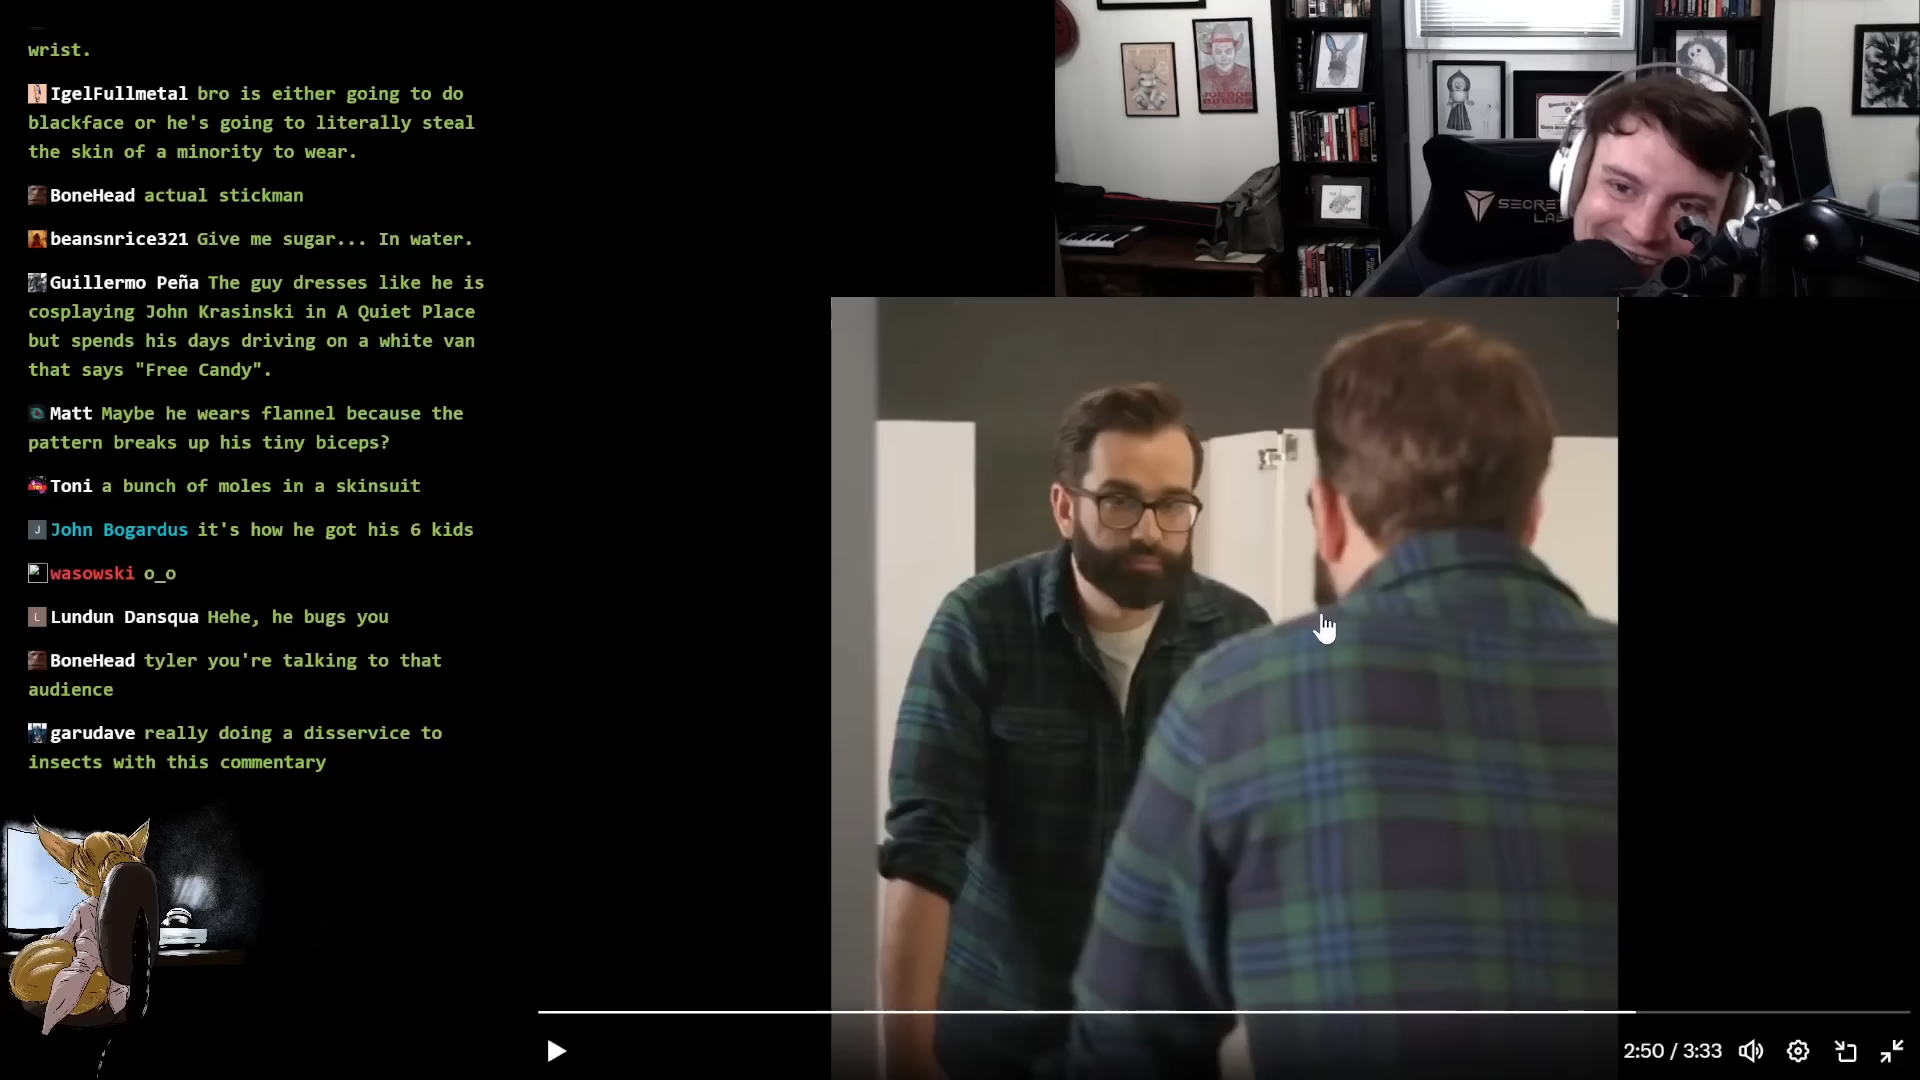 wrist.
IgelFullmetal bro is either going to do
blackface or he's going to literally steal
the skin of a minority to wear.
BoneHead actual stickman
beansnrice321 Give me sugar... In water.
Guillermo Peña The guy dresses like he is
cosplaying John Krasinski in A Quiet Place
but spends his days driving on a white van
that says "Free Candy".
Matt Maybe he wears flannel because the
pattern breaks up his tiny biceps?
Toni a bunch of moles in a skinsuit
J John Bogardus it's how he got his 6 kids
wasowski o_o
L Lundun Dansqua Hehe, he bugs you
BoneHead tyler you're talking to that
audience
garudave really doing a disservice to
insects with this commentary
2:50 / 3:33